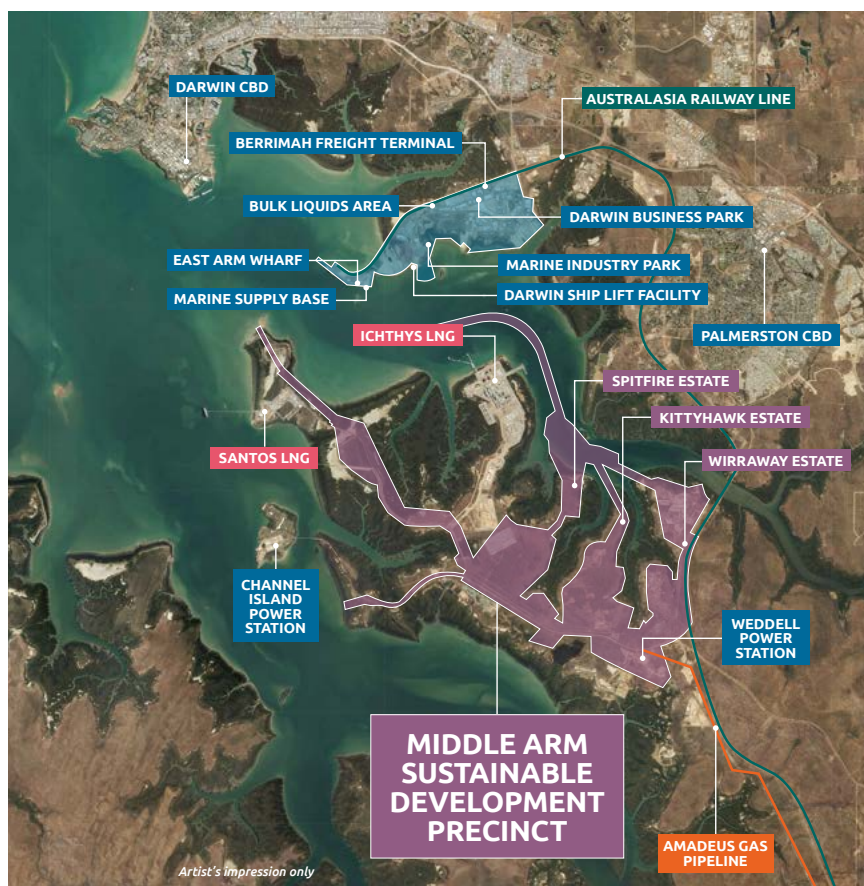 DARWIN CBD
AUSTRALASIA RAILWAY LINE
BERRIMAH FREIGHT TERMINAL
BULK LIQUIDS AREA
DARWIN BUSINESS PARK
EAST ARM WHARF
MARINE INDUSTRY PARK
MARINE SUPPLY BASE
DARWIN SHIP LIFT FACILITY
ICHTHYS LNG
PALMERSTON CBD
SPITFIRE ESTATE
KITTYHAWK ESTATE
SANTOS LNG
WIRRAWAY ESTATE
CHANNEL
ISLAND
POWER
STATION
WEDDELL
POWER
STATION
MIDDLE ARM
SUSTAINABLE
DEVELOPMENT
PRECINCT
AMADEUS GAS
PIPELINE
Artist's impression only